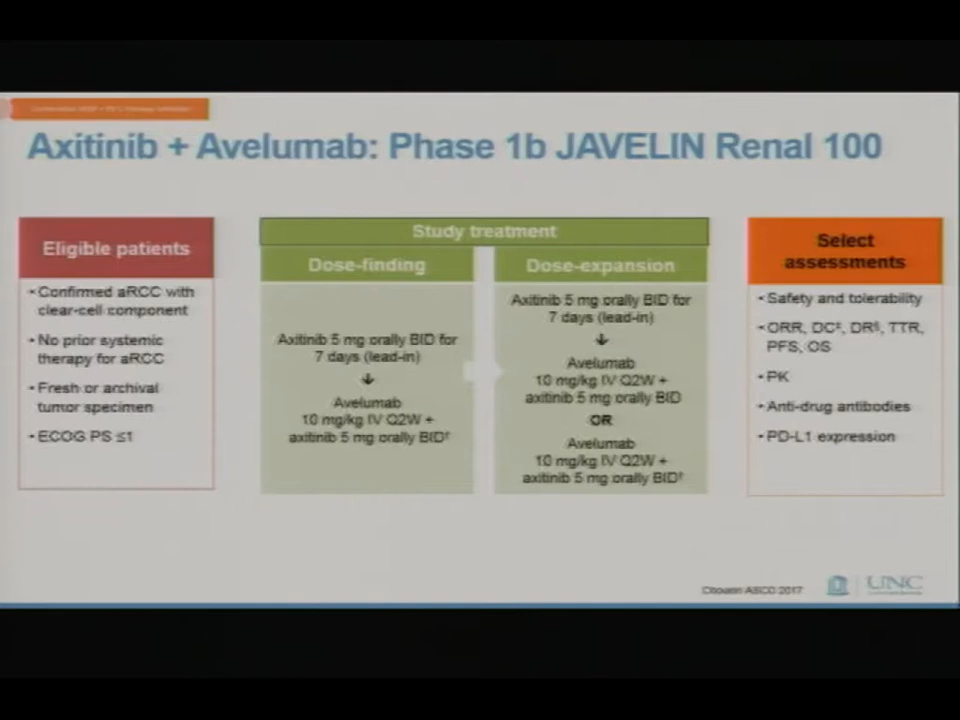 Axitinib + Avelumab: Phase 1b JAVELIN Renal 100
Eligible patients
• Confirmed aRCC with
clear-cell component
• No prior systemic
therapy for aRCC
• Fresh or archival
tumor specimen
• ECOG PS ≤1
Study treatment
Dose-finding
Axitinib 5 mg orally BID for
7 days (lead-in)
↓
Avelumab
10 mg/kg IV Q2W +
axitinib 5 mg orally BID†
Dose-expansion
Axitinib 5 mg orally BID for
7 days (lead-in)
↓
Avelumab
10 mg/kg IV Q2W +
axitinib 5 mg orally BID
OR
Avelumab
10 mg/kg IV Q2W +
axitinib 5 mg orally BID†
Select
assessments
• Safety and tolerability
• ORR, DC‡, DR§, TTR,
PFS, OS
• PK
• Anti-drug antibodies
• PD-L1 expression
Choueiri ASCO 2017
UNC